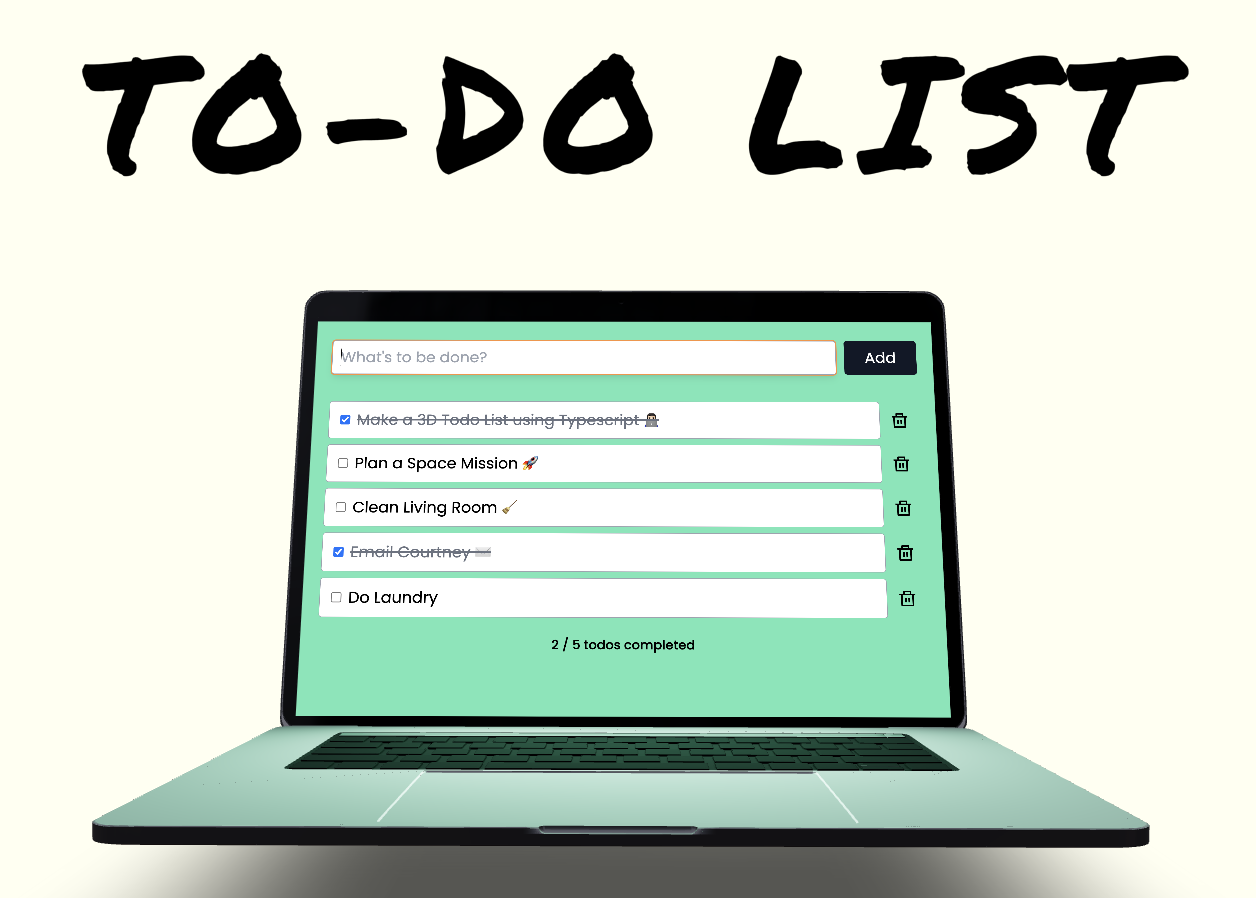 TO-DO LIST
What's to be done?
Add
Make a 3D Todo List using Typescript 👨🏻‍💻
Plan a Space Mission 🚀
Clean Living Room 🧹
Email Courtney ✉️
Do Laundry
2 / 5 todos completed